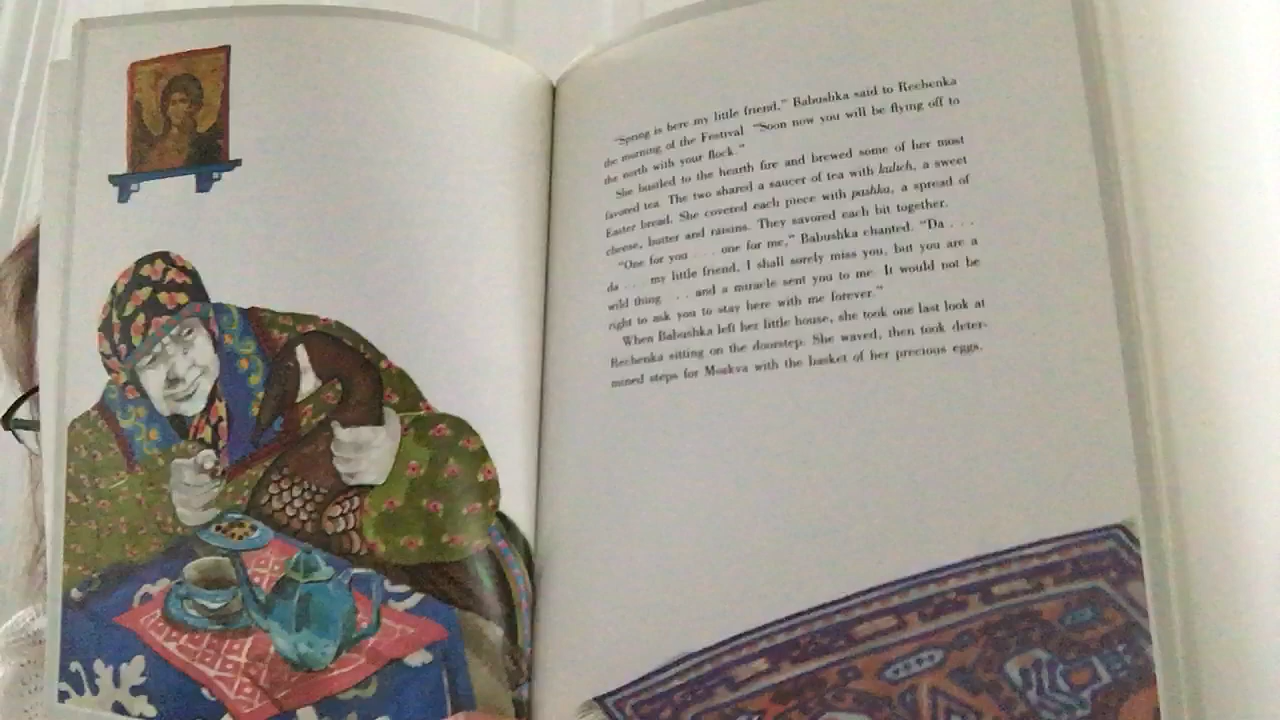 "Spring is here my little friend," Babushka said to Rechenka
the morning of the Festival "Soon now you will be flying off to
the north with your flock."
She bustled to the hearth fire and brewed some of her most
favored tea. The two shared a saucer of tea with kulich, a sweet
Easter bread. She covered each piece with pashka, a spread of
cheese, butter and raisins. They savored each bit together.
"One for you . . . one for me," Babushka chanted. "Da . . .
da . . . my little friend, I shall sorely miss you, but you are a
wild thing . . . and a miracle sent you to me. It would not be
right to ask you to stay here with me forever."
When Babushka left her little house, she took one last look at
Rechenka sitting on the doorstep. She waved, then took deter-
mined steps for Moskva with the basket of her precious eggs.